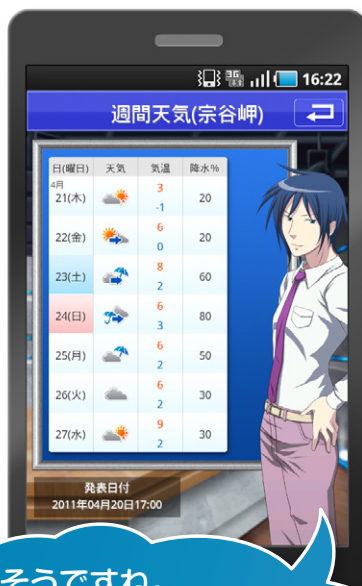 3G
16:22
週間天気(宗谷岬)
日(曜日) 天気 気温 降水%
4月
21(木) 3 -1 20
22(金) 6 0 20
23(土) 8 2 60
24(日) 6 3 80
25(月) 6 2 50
26(火) 6 2 30
27(水) 9 2 30
発表日付
2011年04月20日17:00
そうですね。